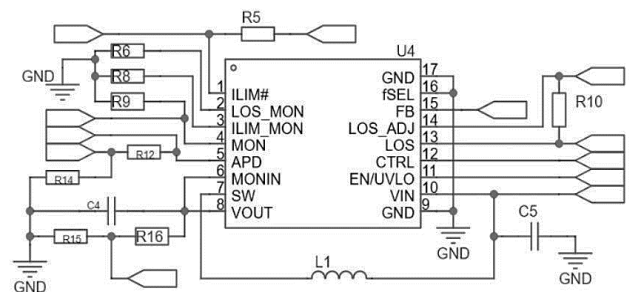 R5
U4
R6
GND
R8
R9
1 ILIM#
2 LOS_MON
3 ILIM_MON
4 MON
5 APD
6 MONIN
7 SW
8 VOUT
GND 17
fSEL 16
FB 15
LOS_ADJ 14
LOS 13
CTRL 12
EN/UVLO 11
VIN 10
GND 9
R10
R12
R14
C4
R15
R16
GND
L1
C5
GND
GND